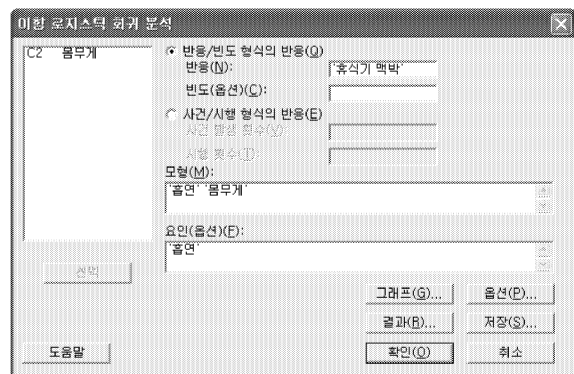 이항 로지스틱 회귀 분석
C2 몸무게
반응/빈도 형식의 반응(Q)
반응(N): '휴식기 맥박'
빈도(옵션)(C):
사건/시행 형식의 반응(E)
사건 발생 횟수(V):
시행 횟수(T):
모형(M):
'흡연' '몸무게'
요인(옵션)(F):
'흡연'
선택
그래프(G)... 옵션(P)...
결과(R)... 저장(S)...
도움말 확인(O) 취소